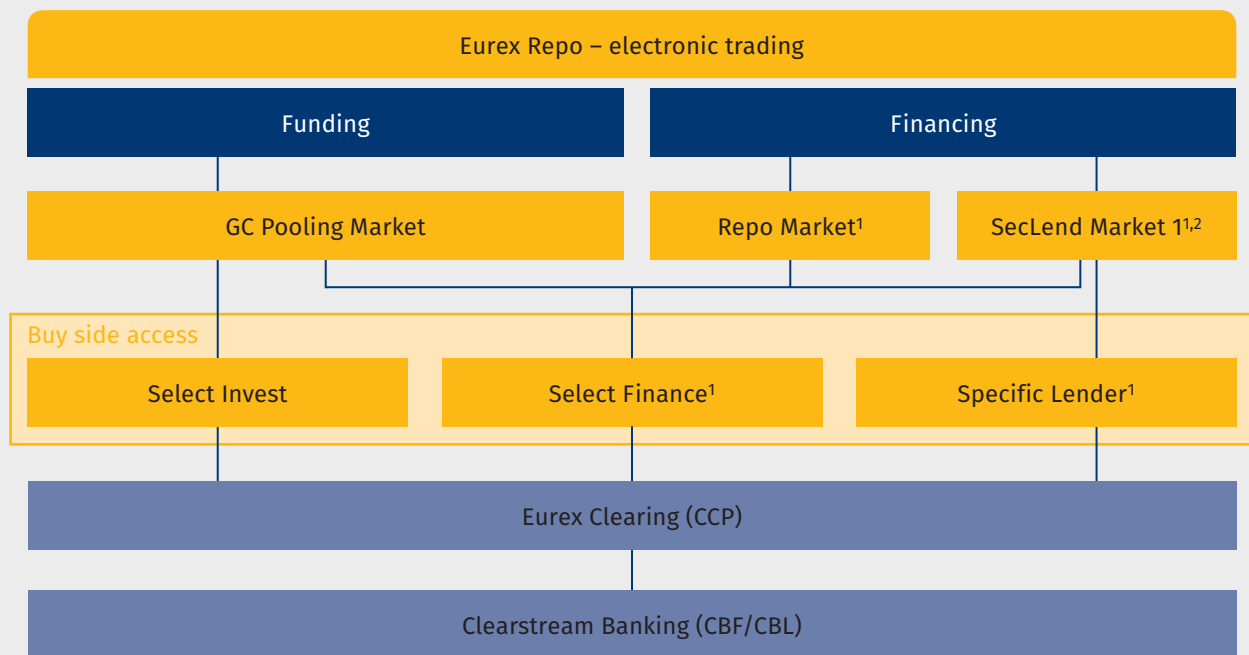 Eurex Repo – electronic trading
Funding
Financing
GC Pooling Market
Repo Market¹
SecLend Market 1¹,²
Buy side access
Select Invest
Select Finance¹
Specific Lender¹
Eurex Clearing (CCP)
Clearstream Banking (CBF/CBL)